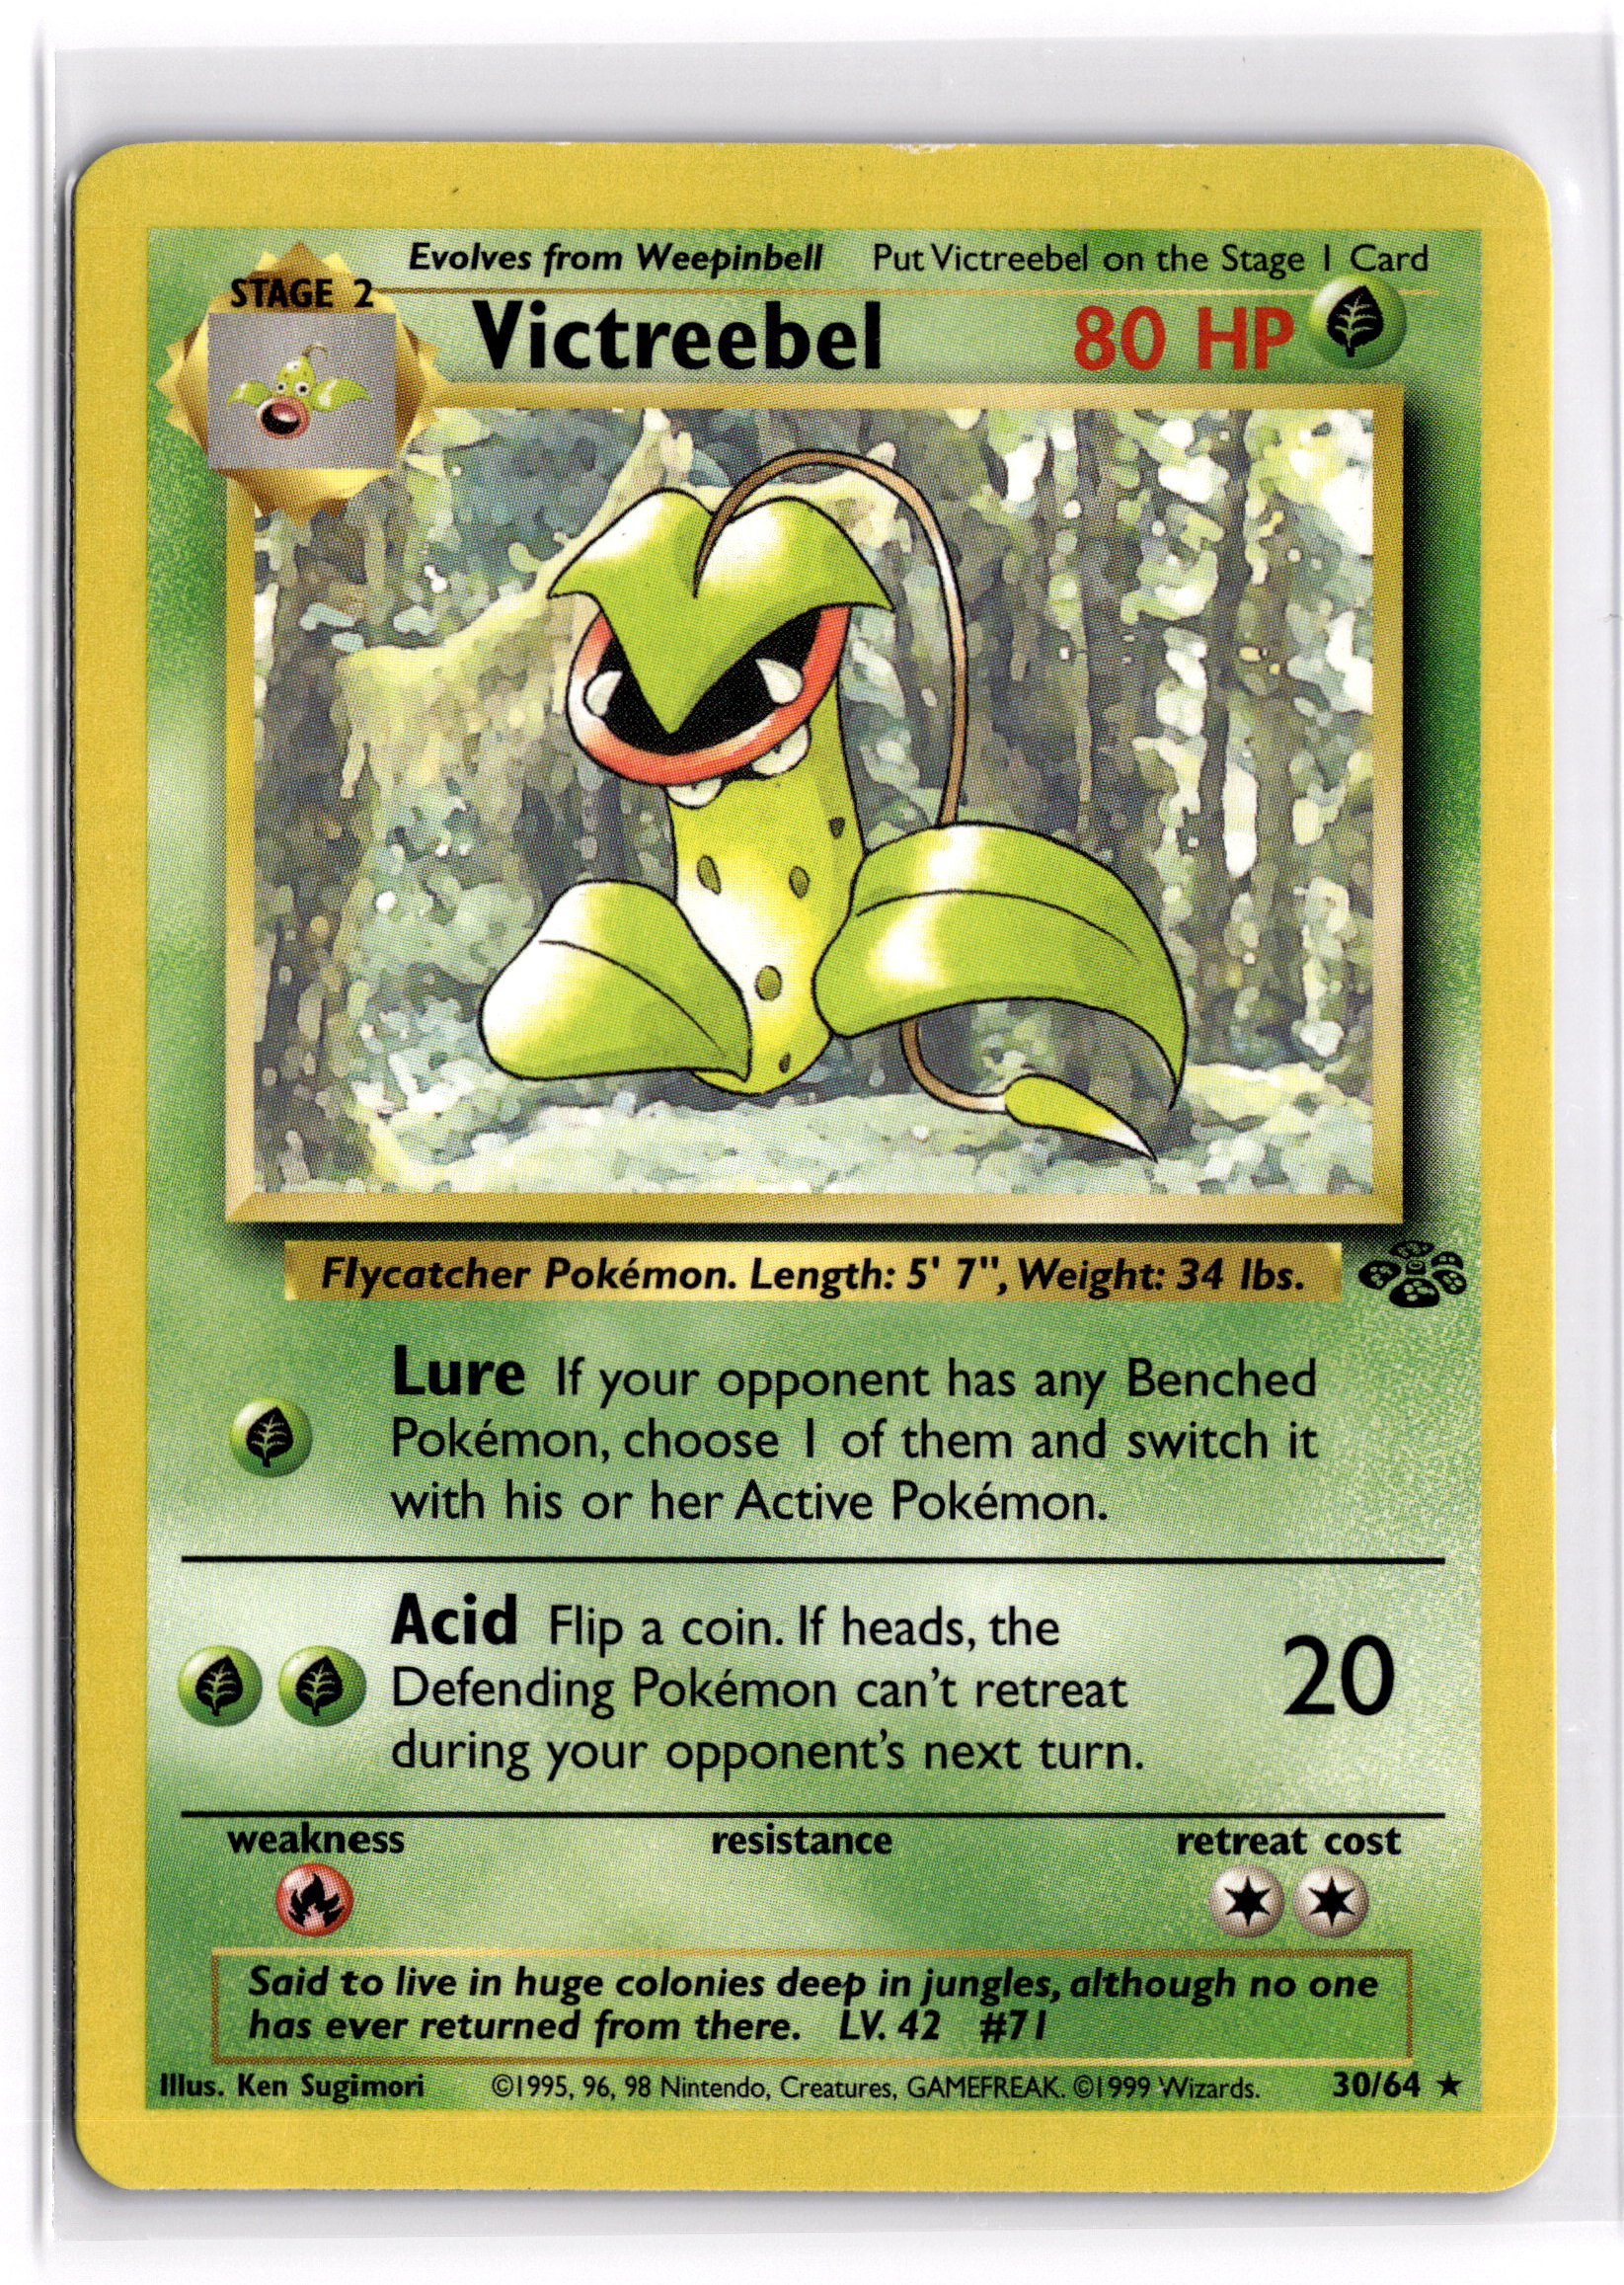 Evolves from Weepinbell Put Victreebel on the Stage 1 Card
STAGE 2
Victreebel 80 HP
Flycatcher Pokémon. Length: 5' 7", Weight: 34 lbs.
Lure If your opponent has any Benched
Pokémon, choose 1 of them and switch it
with his or her Active Pokémon.
Acid Flip a coin. If heads, the
Defending Pokémon can't retreat
during your opponent's next turn.
20
weakness resistance retreat cost
Said to live in huge colonies deep in jungles, although no one
has ever returned from there. LV. 42 #71
Illus. Ken Sugimori ©1995, 96, 98 Nintendo, Creatures, GAMEFREAK. ©1999 Wizards. 30/64 ★